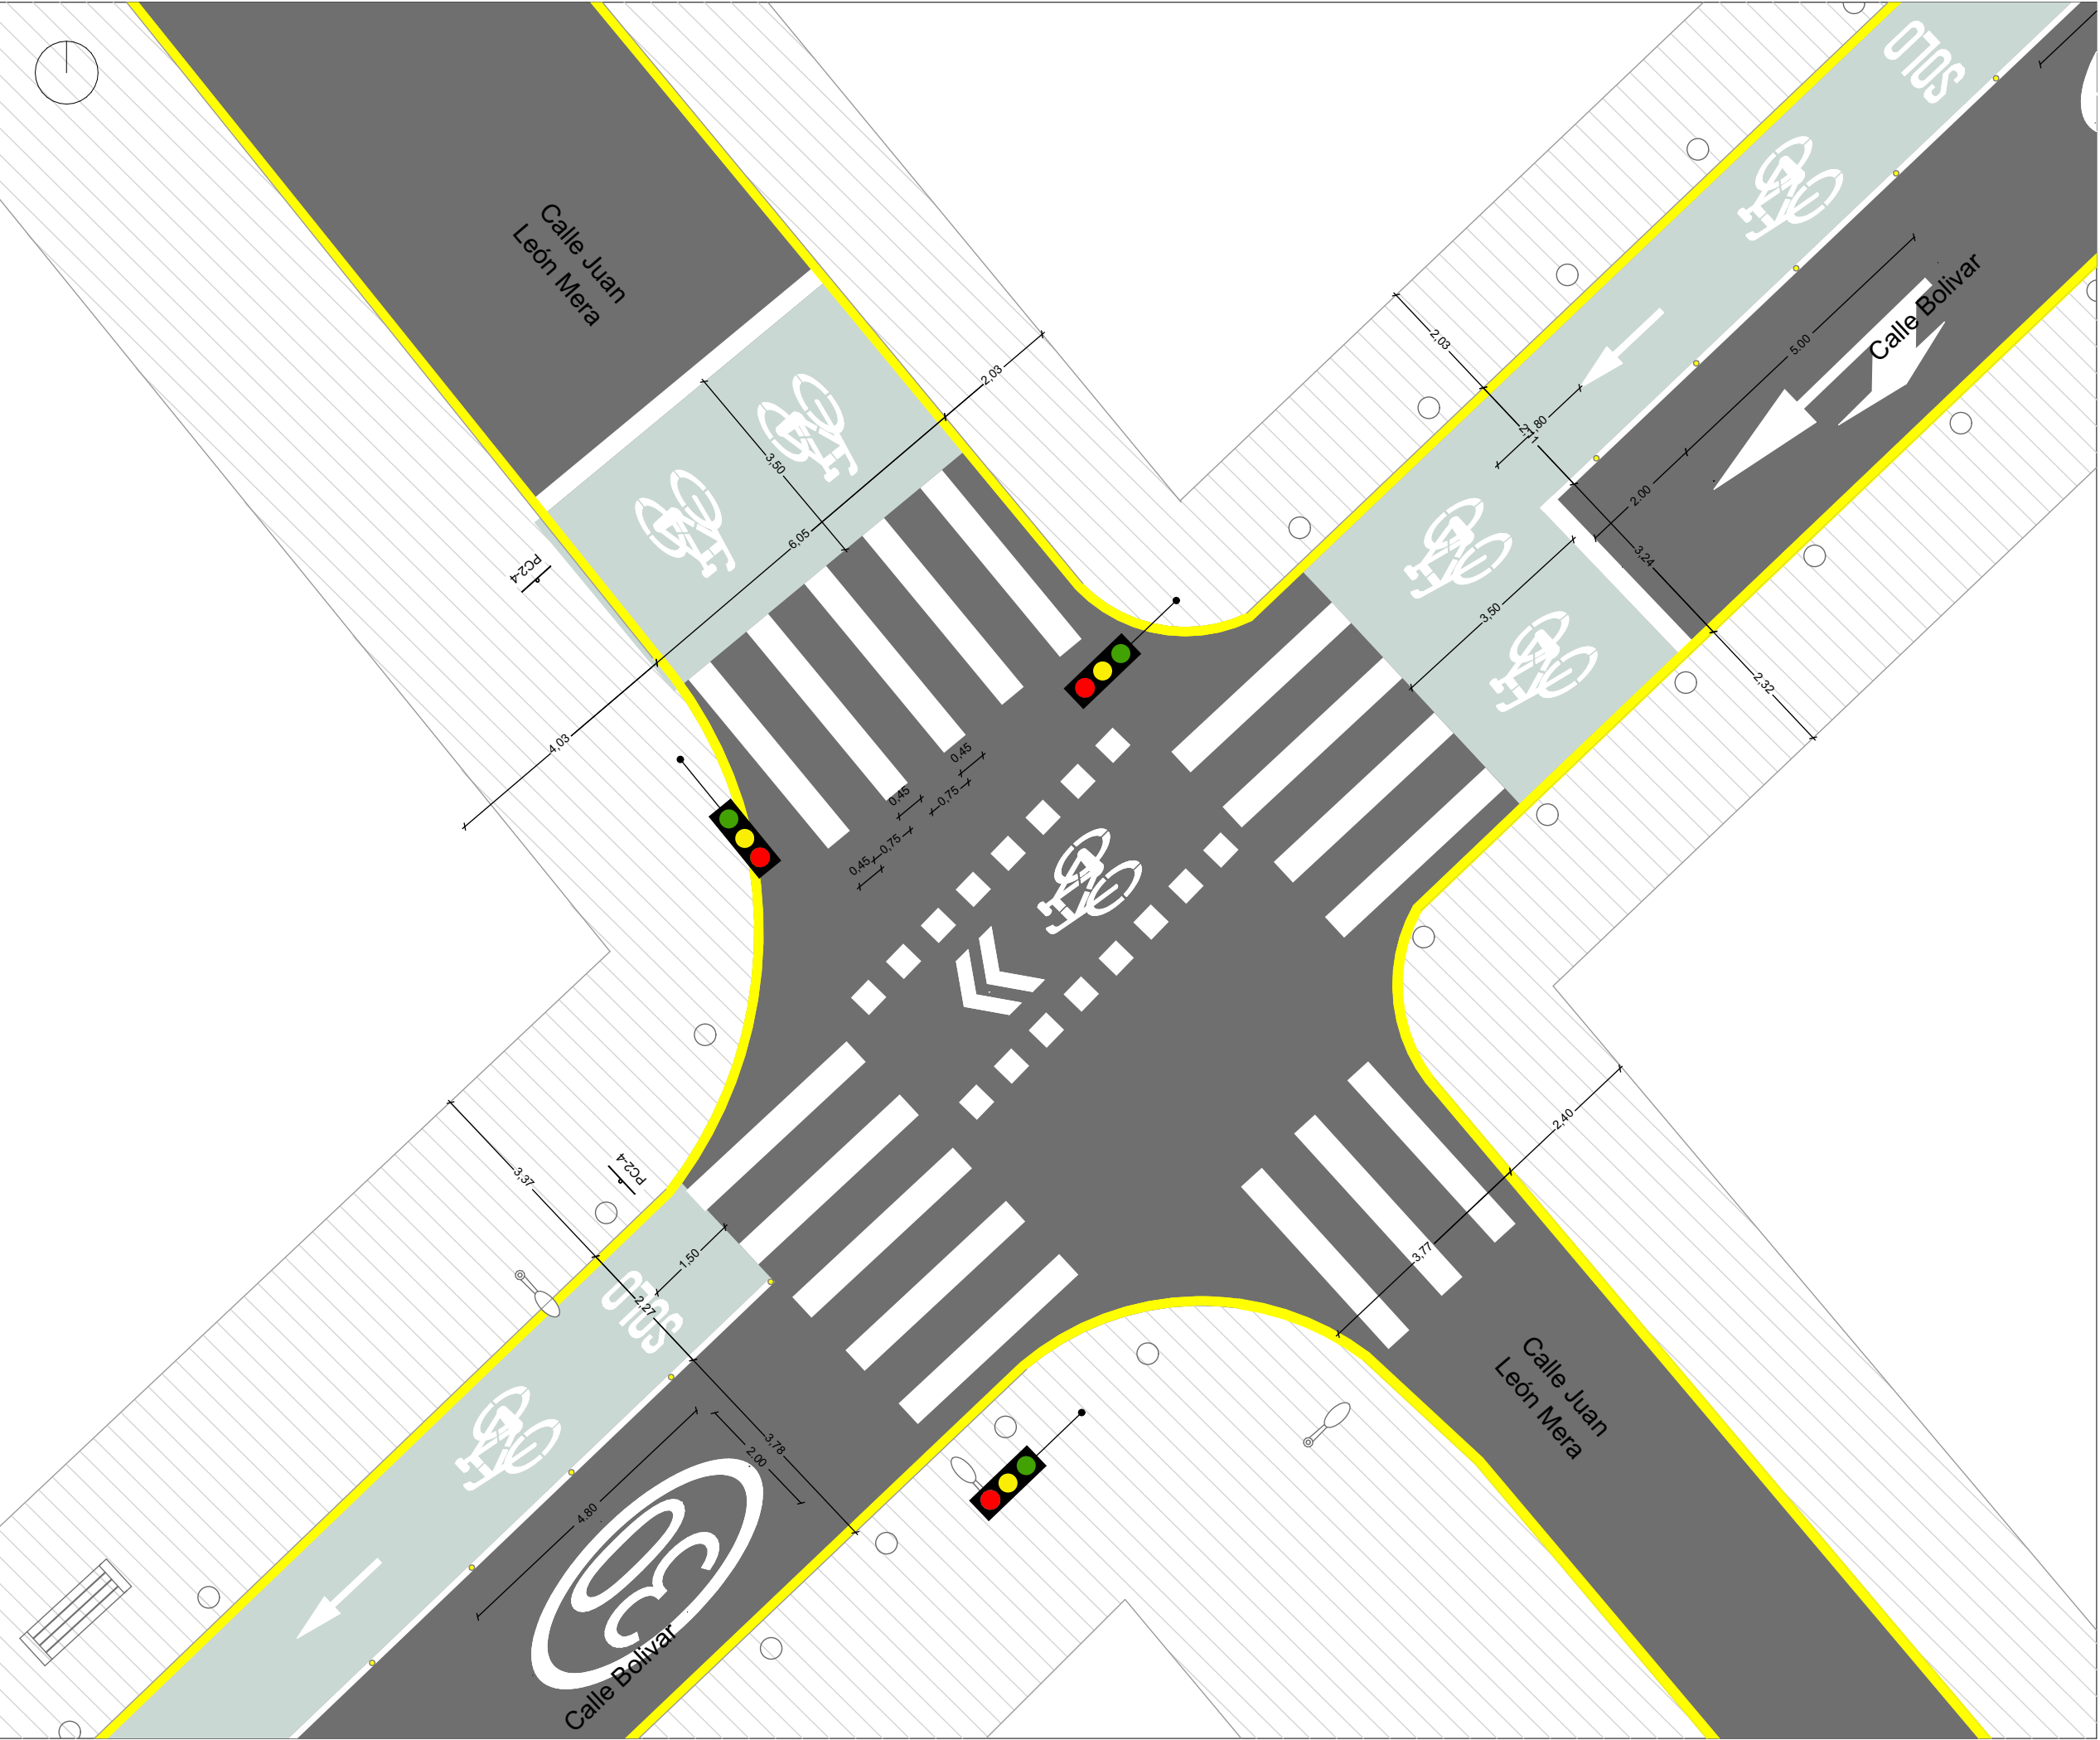 SOLO
Calle Juan
León Mera
Calle Bolivar
2,03
2,03
5.00
1,80
3,50
2.00
6,05
3,24
PC2-4
3,50
2,32
4,03
0,45
0,45
0,75
0,75
0,45
2,40
3,37
PC2-4
1,50
3,77
SOLO
2,27
Calle Juan
León Mera
3,78
2.00
4.80
30
Calle Bolivar